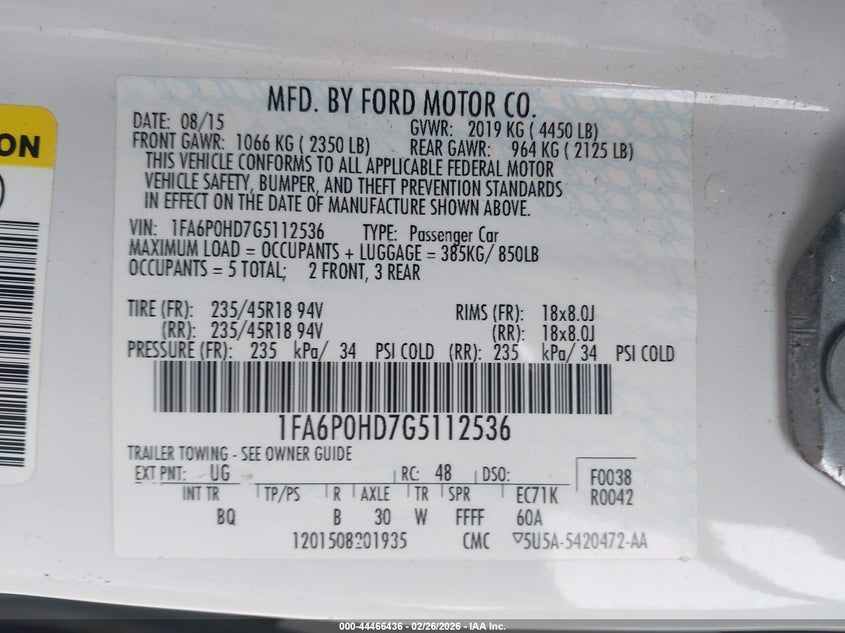 MFD. BY FORD MOTOR CO.
DATE: 08/15 GVWR: 2019 KG ( 4450 LB)
FRONT GAWR: 1066 KG ( 2350 LB) REAR GAWR: 964 KG ( 2125 LB)
THIS VEHICLE CONFORMS TO ALL APPLICABLE FEDERAL MOTOR
VEHICLE SAFETY, BUMPER, AND THEFT PREVENTION STANDARDS
IN EFFECT ON THE DATE OF MANUFACTURE SHOWN ABOVE.
VIN: 1FA6P0HD7G5112536 TYPE: Passenger Car
MAXIMUM LOAD = OCCUPANTS + LUGGAGE = 385KG/ 850LB
OCCUPANTS = 5 TOTAL; 2 FRONT, 3 REAR
TIRE (FR): 235/45R18 94V RIMS (FR): 18x8.0J
(RR): 235/45R18 94V (RR): 18x8.0J
PRESSURE (FR): 235 kPa/ 34 PSI COLD (RR): 235 kPa/ 34 PSI COLD
1FA6P0HD7G5112536
TRAILER TOWING - SEE OWNER GUIDE
EXT PNT: UG RC: 48 DSO: F0038
INT TR TP/PS R AXLE TR SPR EC71K R0042
BQ B 30 W FFFF 60A
1201508201935 CMC 5U5A-5420472-AA
ON
000-44466436 - 02/26/2026 - IAA Inc.